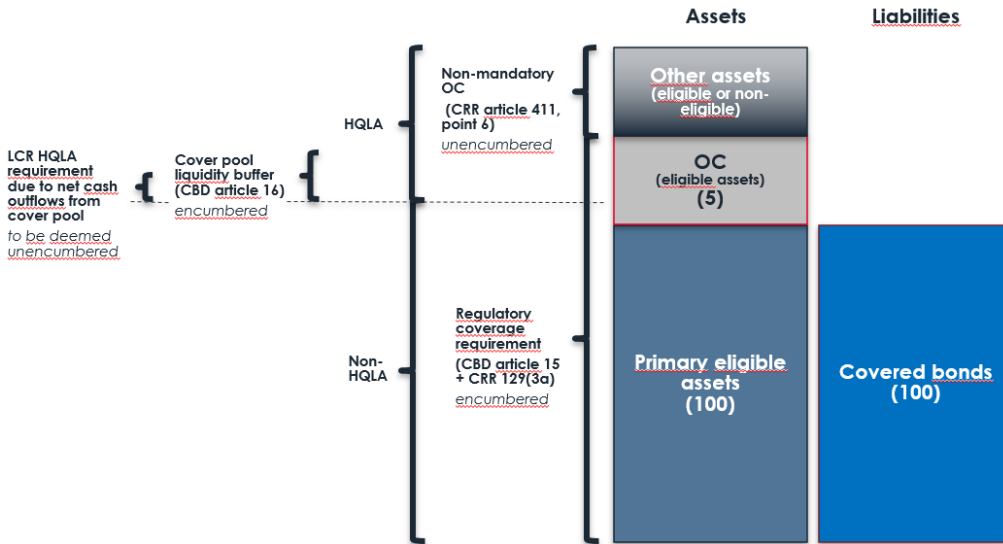 Assets
Liabilities
Other assets
(eligible or non-
eligible)
Non-mandatory
OC
(CRR article 411,
point 6)
unencumbered
HQLA
LCR HQLA
requirement
due to net cash
outflows from
cover pool
to be deemed
unencumbered
Cover pool
liquidity buffer
(CBD article 16)
encumbered
OC
(eligible assets)
(5)
Regulatory
coverage
requirement
(CBD article 15
+ CRR 129(3a)
encumbered
Non-
HQLA
Primary eligible
assets
(100)
Covered bonds
(100)